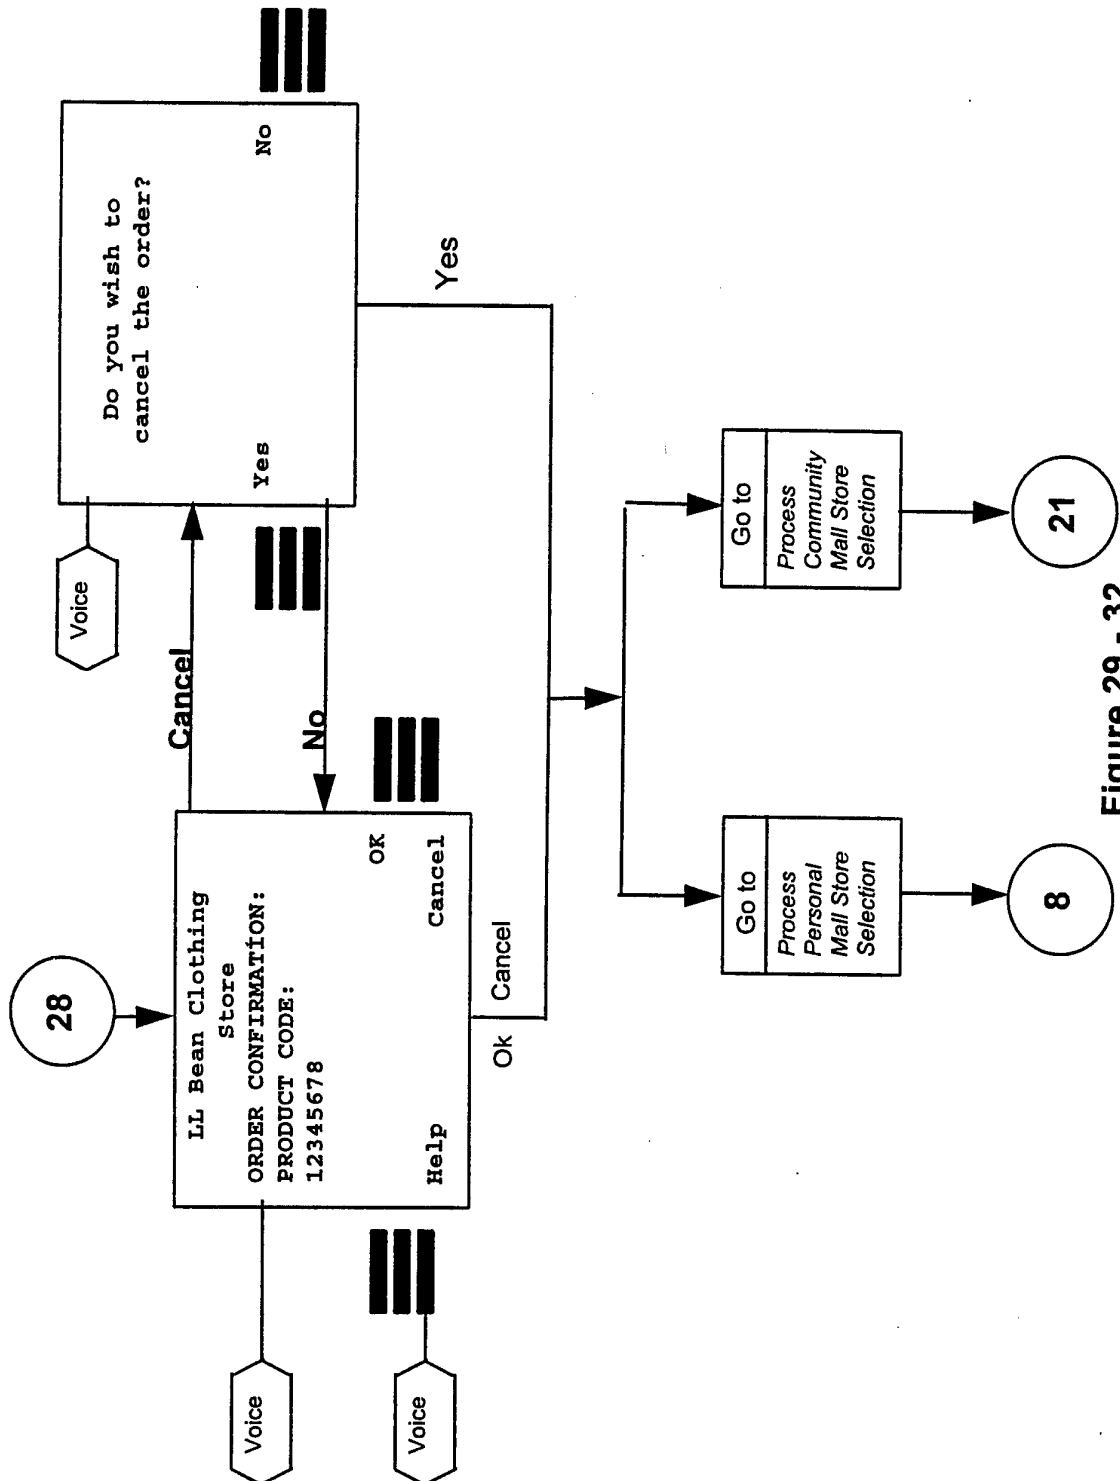 28
LL Bean Clothing
Store
ORDER CONFIRMATION:
PRODUCT CODE:
12345678
OK
Help
Cancel
Voice
Voice
Cancel
No
Voice
Do you wish to
cancel the order?
Yes
No
Ok
Cancel
Yes
Go to
Process
Personal
Mall Store
Selection
8
Go to
Process
Community
Mall Store
Selection
21
Figure 29 - 32